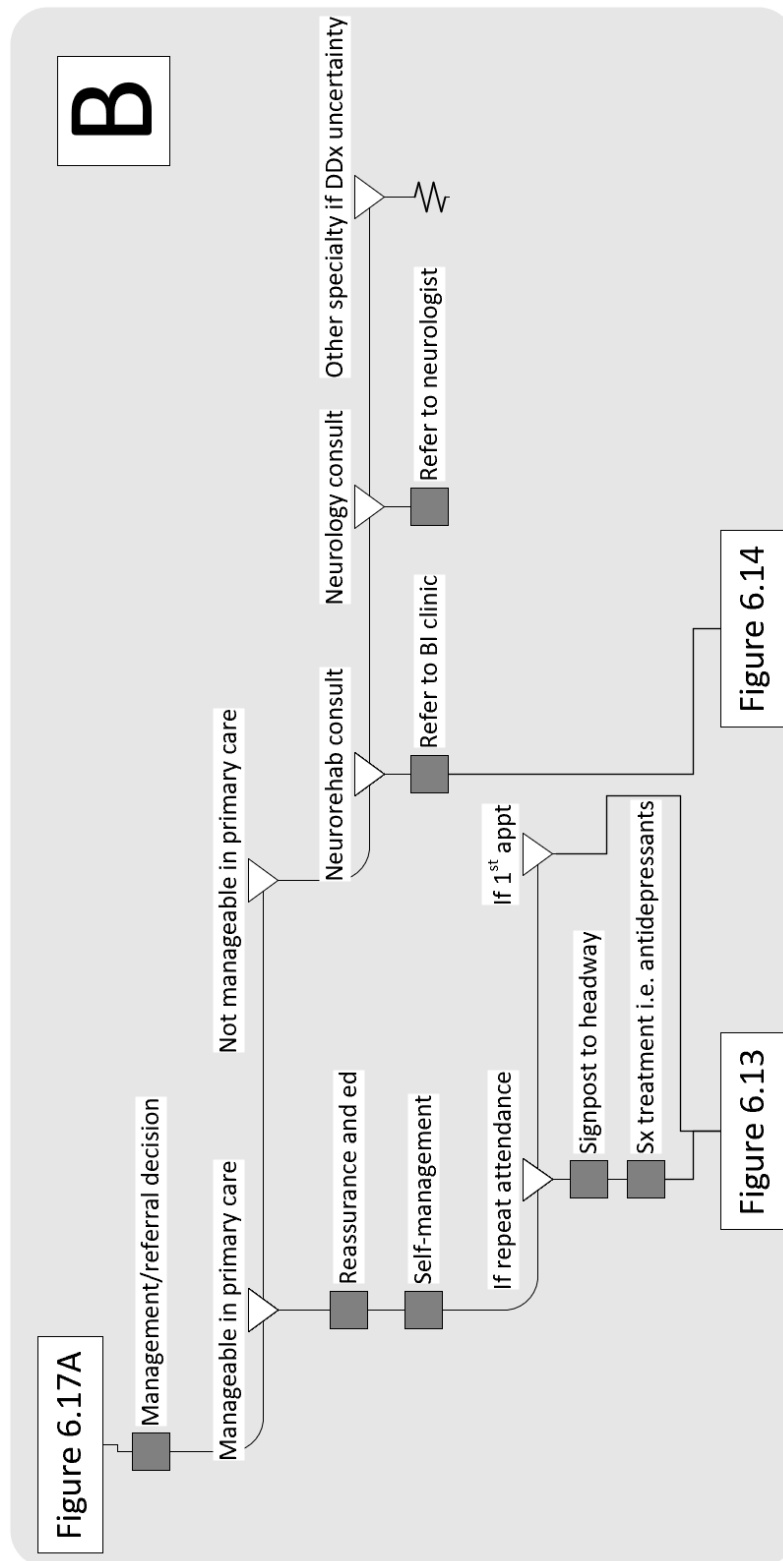 B
Figure 6.17A
Management/referral decision
Manageable in primary care
Not manageable in primary care
Reassurance and ed
Self-management
Neurorehab consult
Neurology consult
Other specialty if DDx uncertainty
Refer to BI clinic
Refer to neurologist
If repeat attendance
If 1st appt
Signpost to headway
Sx treatment i.e. antidepressants
Figure 6.13
Figure 6.14